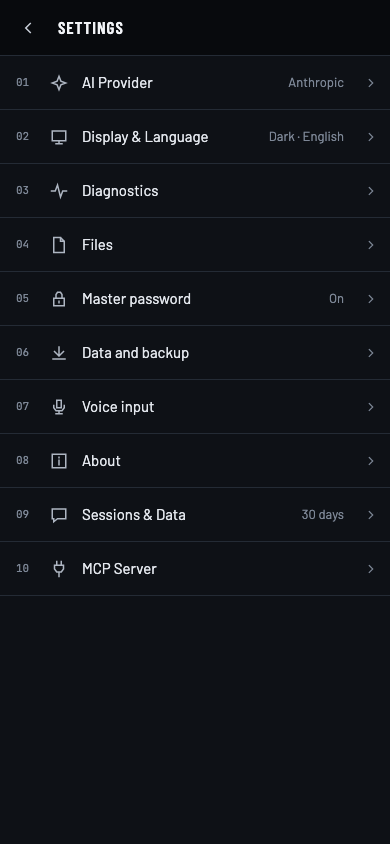 SETTINGS
01 AI Provider Anthropic
02 Display & Language Dark · English
03 Diagnostics
04 Files
05 Master password On
06 Data and backup
07 Voice input
08 About
09 Sessions & Data 30 days
10 MCP Server